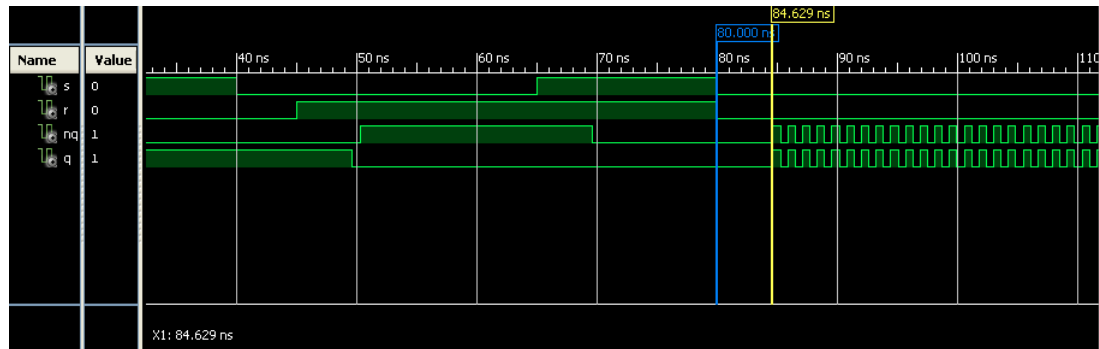 84.629 ns
80.000 ns
Name Value
40 ns 50 ns 60 ns 70 ns 80 ns 90 ns 100 ns 110
s 0
r 0
nq 1
q 1
X1: 84.629 ns